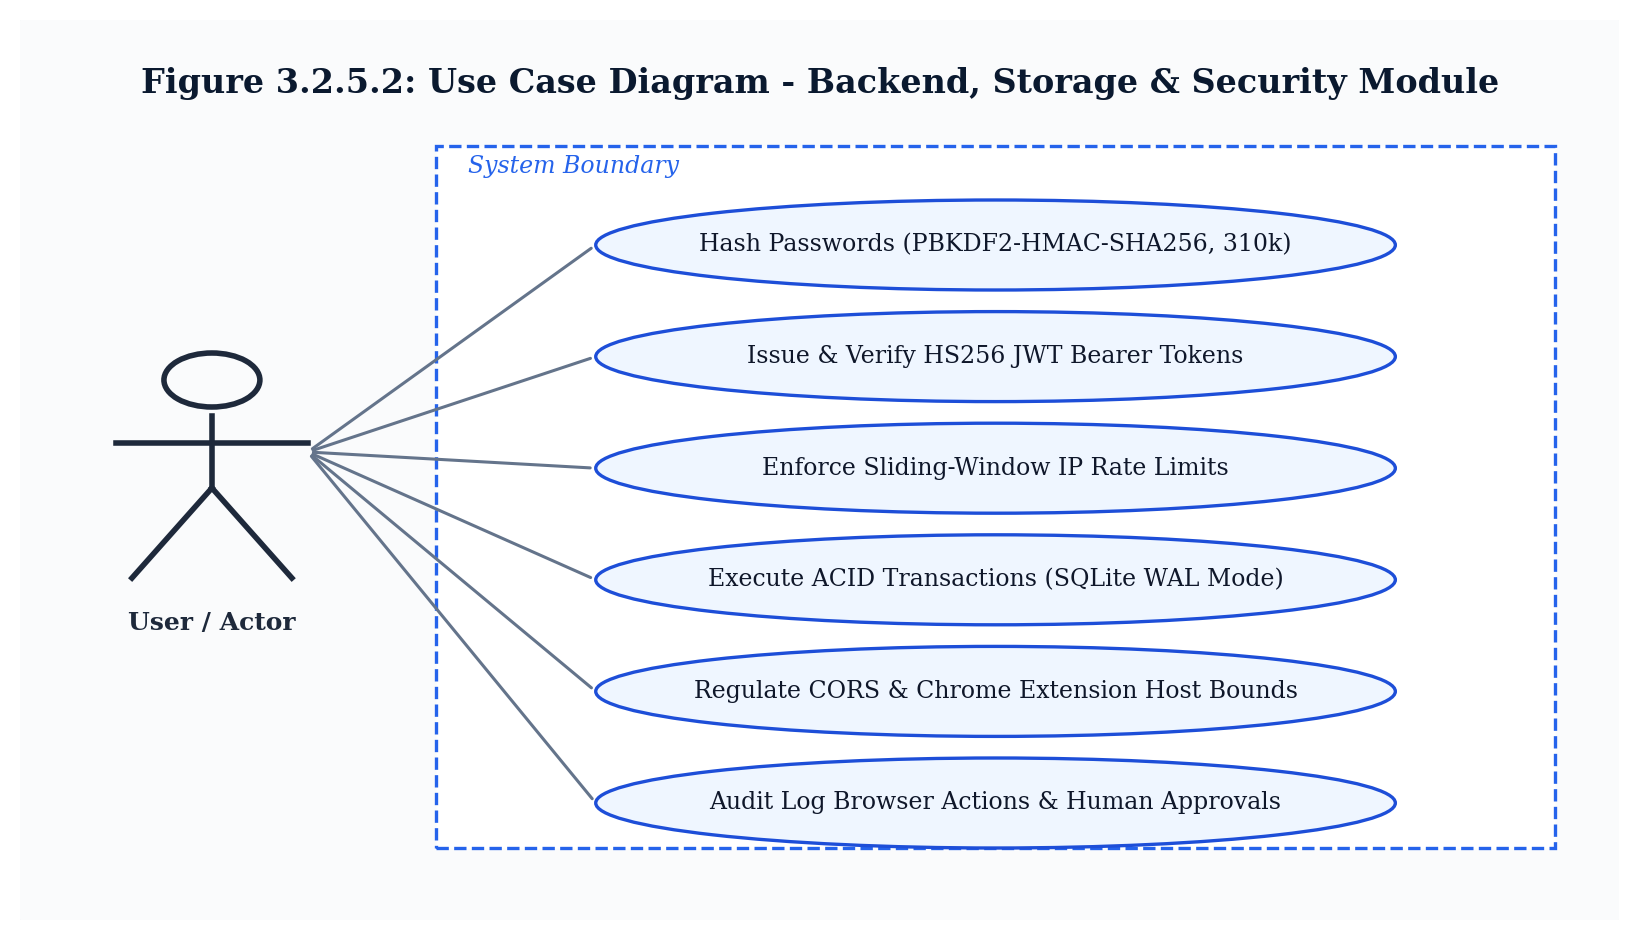 Figure 3.2.5.2: Use Case Diagram - Backend, Storage & Security Module
System Boundary
Hash Passwords (PBKDF2-HMAC-SHA256, 310k)
Issue & Verify HS256 JWT Bearer Tokens
Enforce Sliding-Window IP Rate Limits
Execute ACID Transactions (SQLite WAL Mode)
User / Actor
Regulate CORS & Chrome Extension Host Bounds
Audit Log Browser Actions & Human Approvals